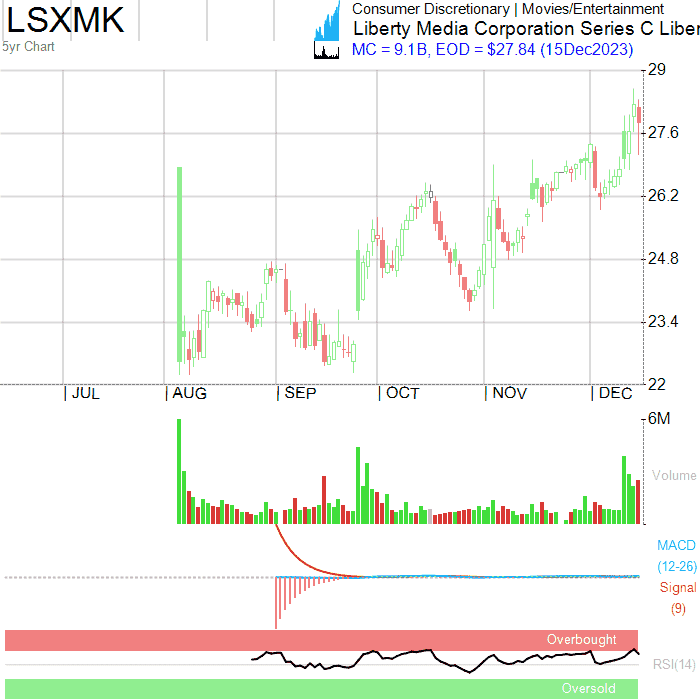 LSXMK
5yr Chart
Consumer Discretionary | Movies/Entertainment
Liberty Media Corporation Series C Liber
MC = 9.1B, EOD = $27.84 (15Dec2023)
29
27.6
26.2
24.8
23.4
22
| JUL | AUG | SEP | OCT | NOV | DEC
6M
Volume
MACD
(12-26)
Signal
(9)
Overbought
RSI(14)
Oversold